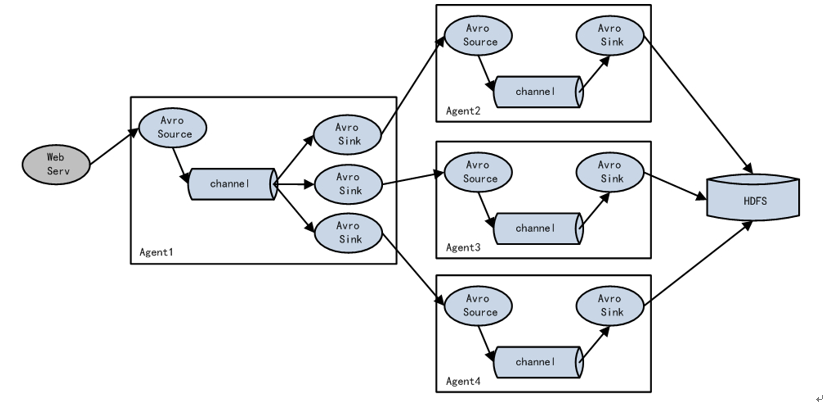 Web
Serv
Avro
Source
channel
Avro
Sink
Avro
Sink
Avro
Sink
Agent1
Avro
Source
channel
Avro
Sink
Agent2
Avro
Source
channel
Avro
Sink
Agent3
Avro
Source
channel
Avro
Sink
Agent4
HDFS